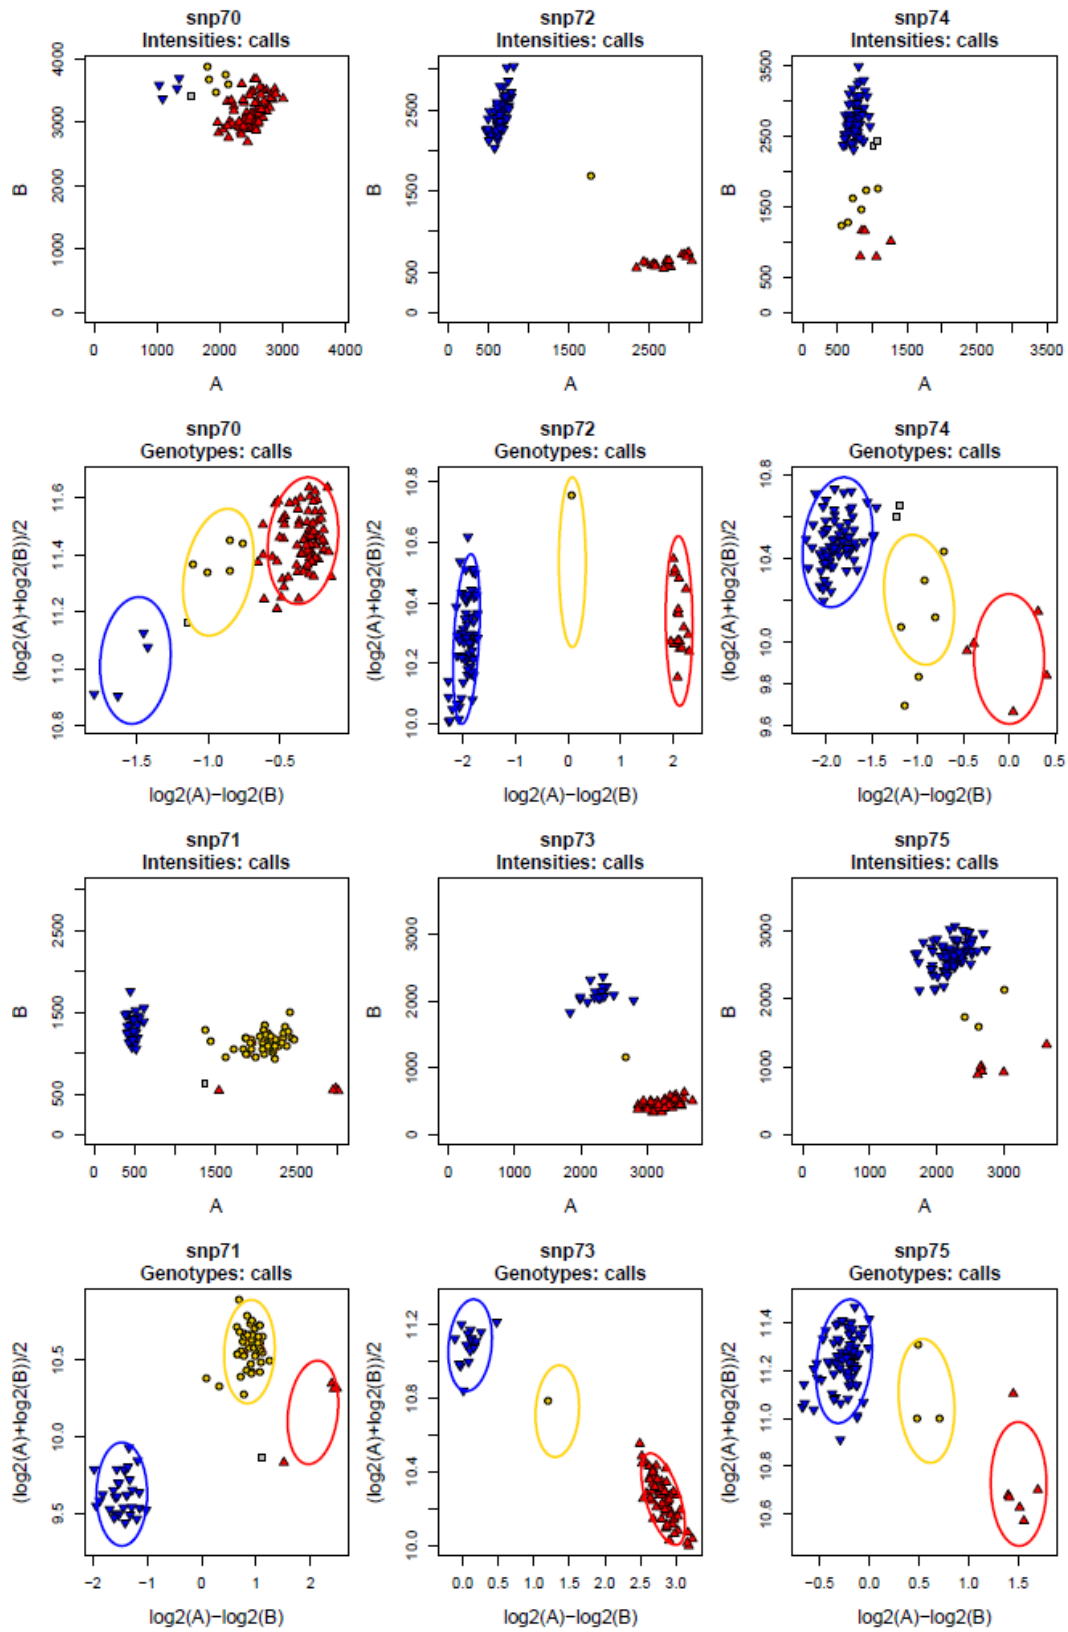 snp70
Intensities: calls
B
4000
3000
2000
1000
0
0 1000 2000 3000 4000
A
snp72
Intensities: calls
B
2500
1500
500
0
0 500 1500 2500
A
snp74
Intensities: calls
B
3500
2500
1500
500
0
0 500 1500 2500 3500
A
snp70
Genotypes: calls
(log2(A)+log2(B))/2
11.6
11.4
11.2
11.0
10.8
−1.5 −1.0 −0.5
log2(A)−log2(B)
snp72
Genotypes: calls
(log2(A)+log2(B))/2
10.8
10.6
10.4
10.2
10.0
−2 −1 0 1 2
log2(A)−log2(B)
snp74
Genotypes: calls
(log2(A)+log2(B))/2
10.8
10.4
10.0
9.8
9.6
−2.0 −1.5 −1.0 −0.5 0.0 0.5
log2(A)−log2(B)
snp71
Intensities: calls
B
2500
1500
500
0
0 500 1500 2500
A
snp73
Intensities: calls
B
3000
2000
1000
0
0 1000 2000 3000
A
snp75
Intensities: calls
B
3000
2000
1000
0
0 1000 2000 3000
A
snp71
Genotypes: calls
(log2(A)+log2(B))/2
10.5
10.0
9.5
−2 −1 0 1 2
log2(A)−log2(B)
snp73
Genotypes: calls
(log2(A)+log2(B))/2
11.2
10.8
10.4
10.0
0.0 0.5 1.0 1.5 2.0 2.5 3.0
log2(A)−log2(B)
snp75
Genotypes: calls
(log2(A)+log2(B))/2
11.4
11.2
11.0
10.8
10.6
−0.5 0.0 0.5 1.0 1.5
log2(A)−log2(B)